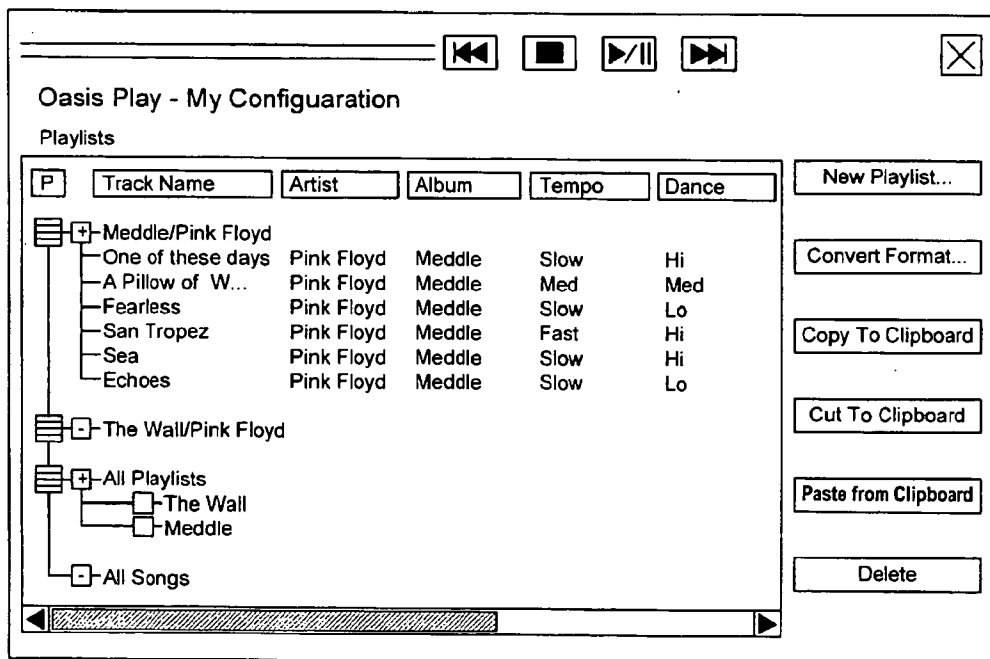 Oasis Play - My Configuaration
Playlists
P Track Name Artist Album Tempo Dance
Meddle/Pink Floyd
One of these days Pink Floyd Meddle Slow Hi
A Pillow of W... Pink Floyd Meddle Med Med
Fearless Pink Floyd Meddle Slow Lo
San Tropez Pink Floyd Meddle Fast Hi
Sea Pink Floyd Meddle Slow Hi
Echoes Pink Floyd Meddle Slow Lo
The Wall/Pink Floyd
All Playlists
The Wall
Meddle
All Songs
New Playlist...
Convert Format...
Copy To Clipboard
Cut To Clipboard
Paste from Clipboard
Delete